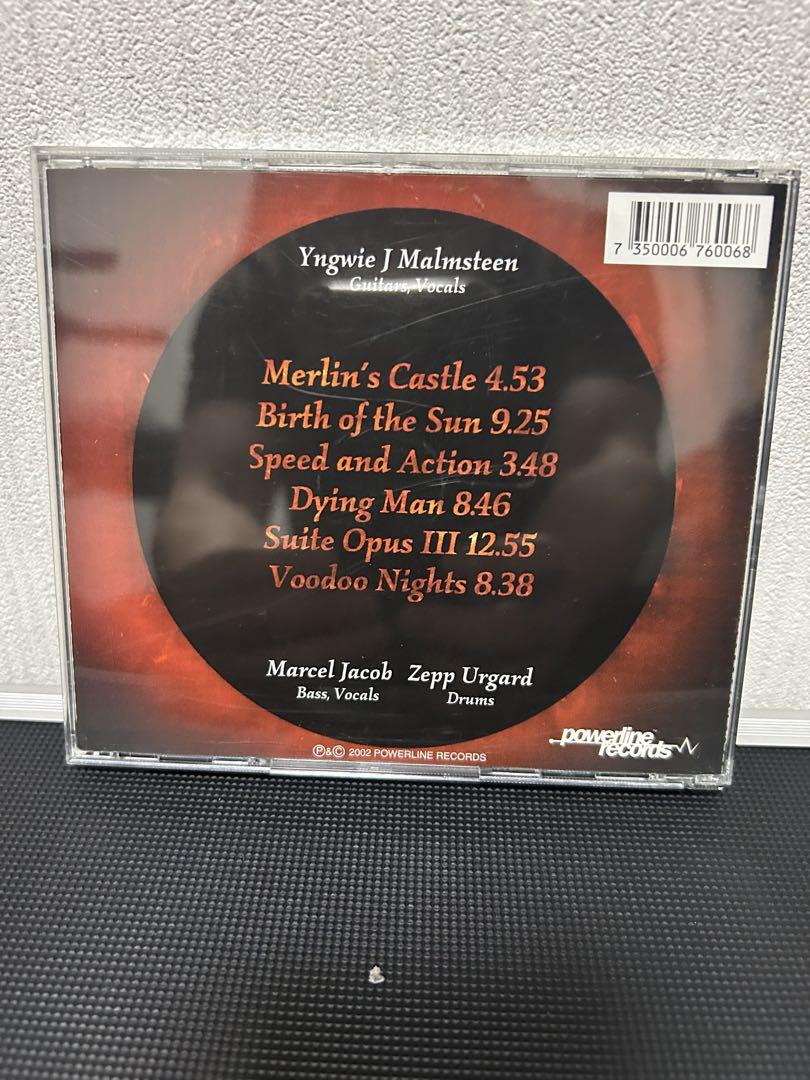 7 350006 760068
Yngwie J Malmsteen
Guitars, Vocals
Merlin's Castle 4.53
Birth of the Sun 9.25
Speed and Action 3.48
Dying Man 8.46
Suite Opus III 12.55
Voodoo Nights 8.38
Marcel Jacob Zepp Urgard
Bass, Vocals Drums
powerline
records
℗&© 2002 POWERLINE RECORDS